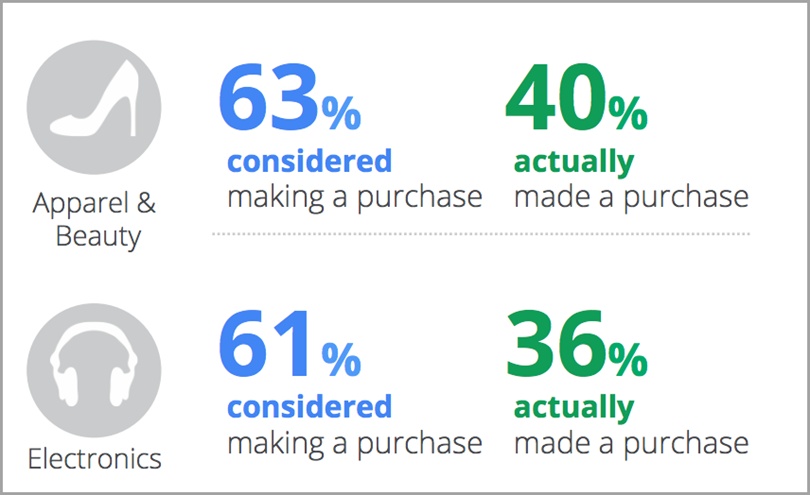 Apparel &
Beauty
63%
considered
making a purchase
40%
actually
made a purchase
Electronics
61%
considered
making a purchase
36%
actually
made a purchase